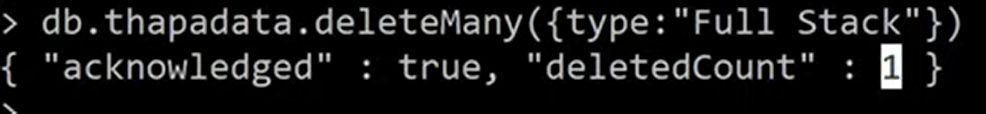 > db.thapadata.deleteMany({type:"Full Stack"})
{ "acknowledged" : true, "deletedCount" : 1 }
>